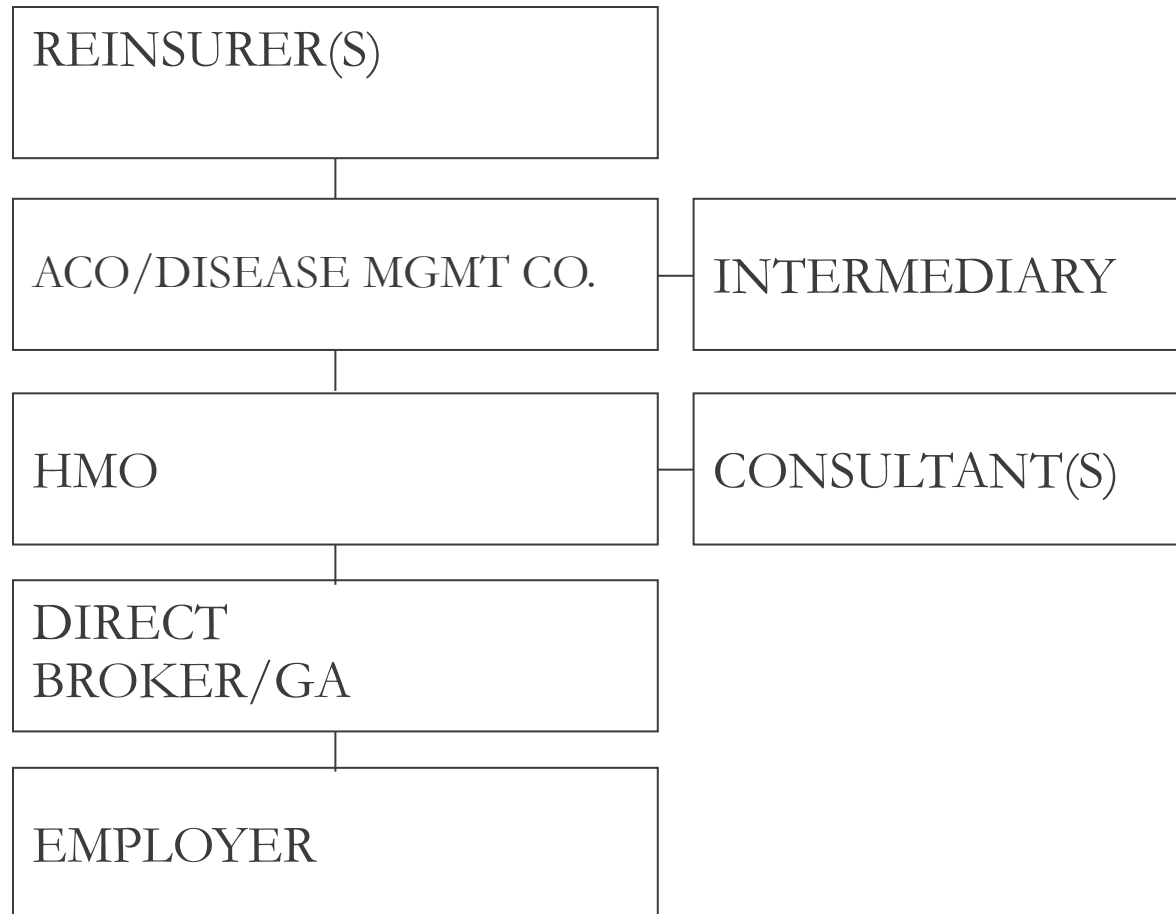 REINSURER(S)
ACO/DISEASE MGMT CO.
INTERMEDIARY
HMO
CONSULTANT(S)
DIRECT
BROKER/GA
EMPLOYER